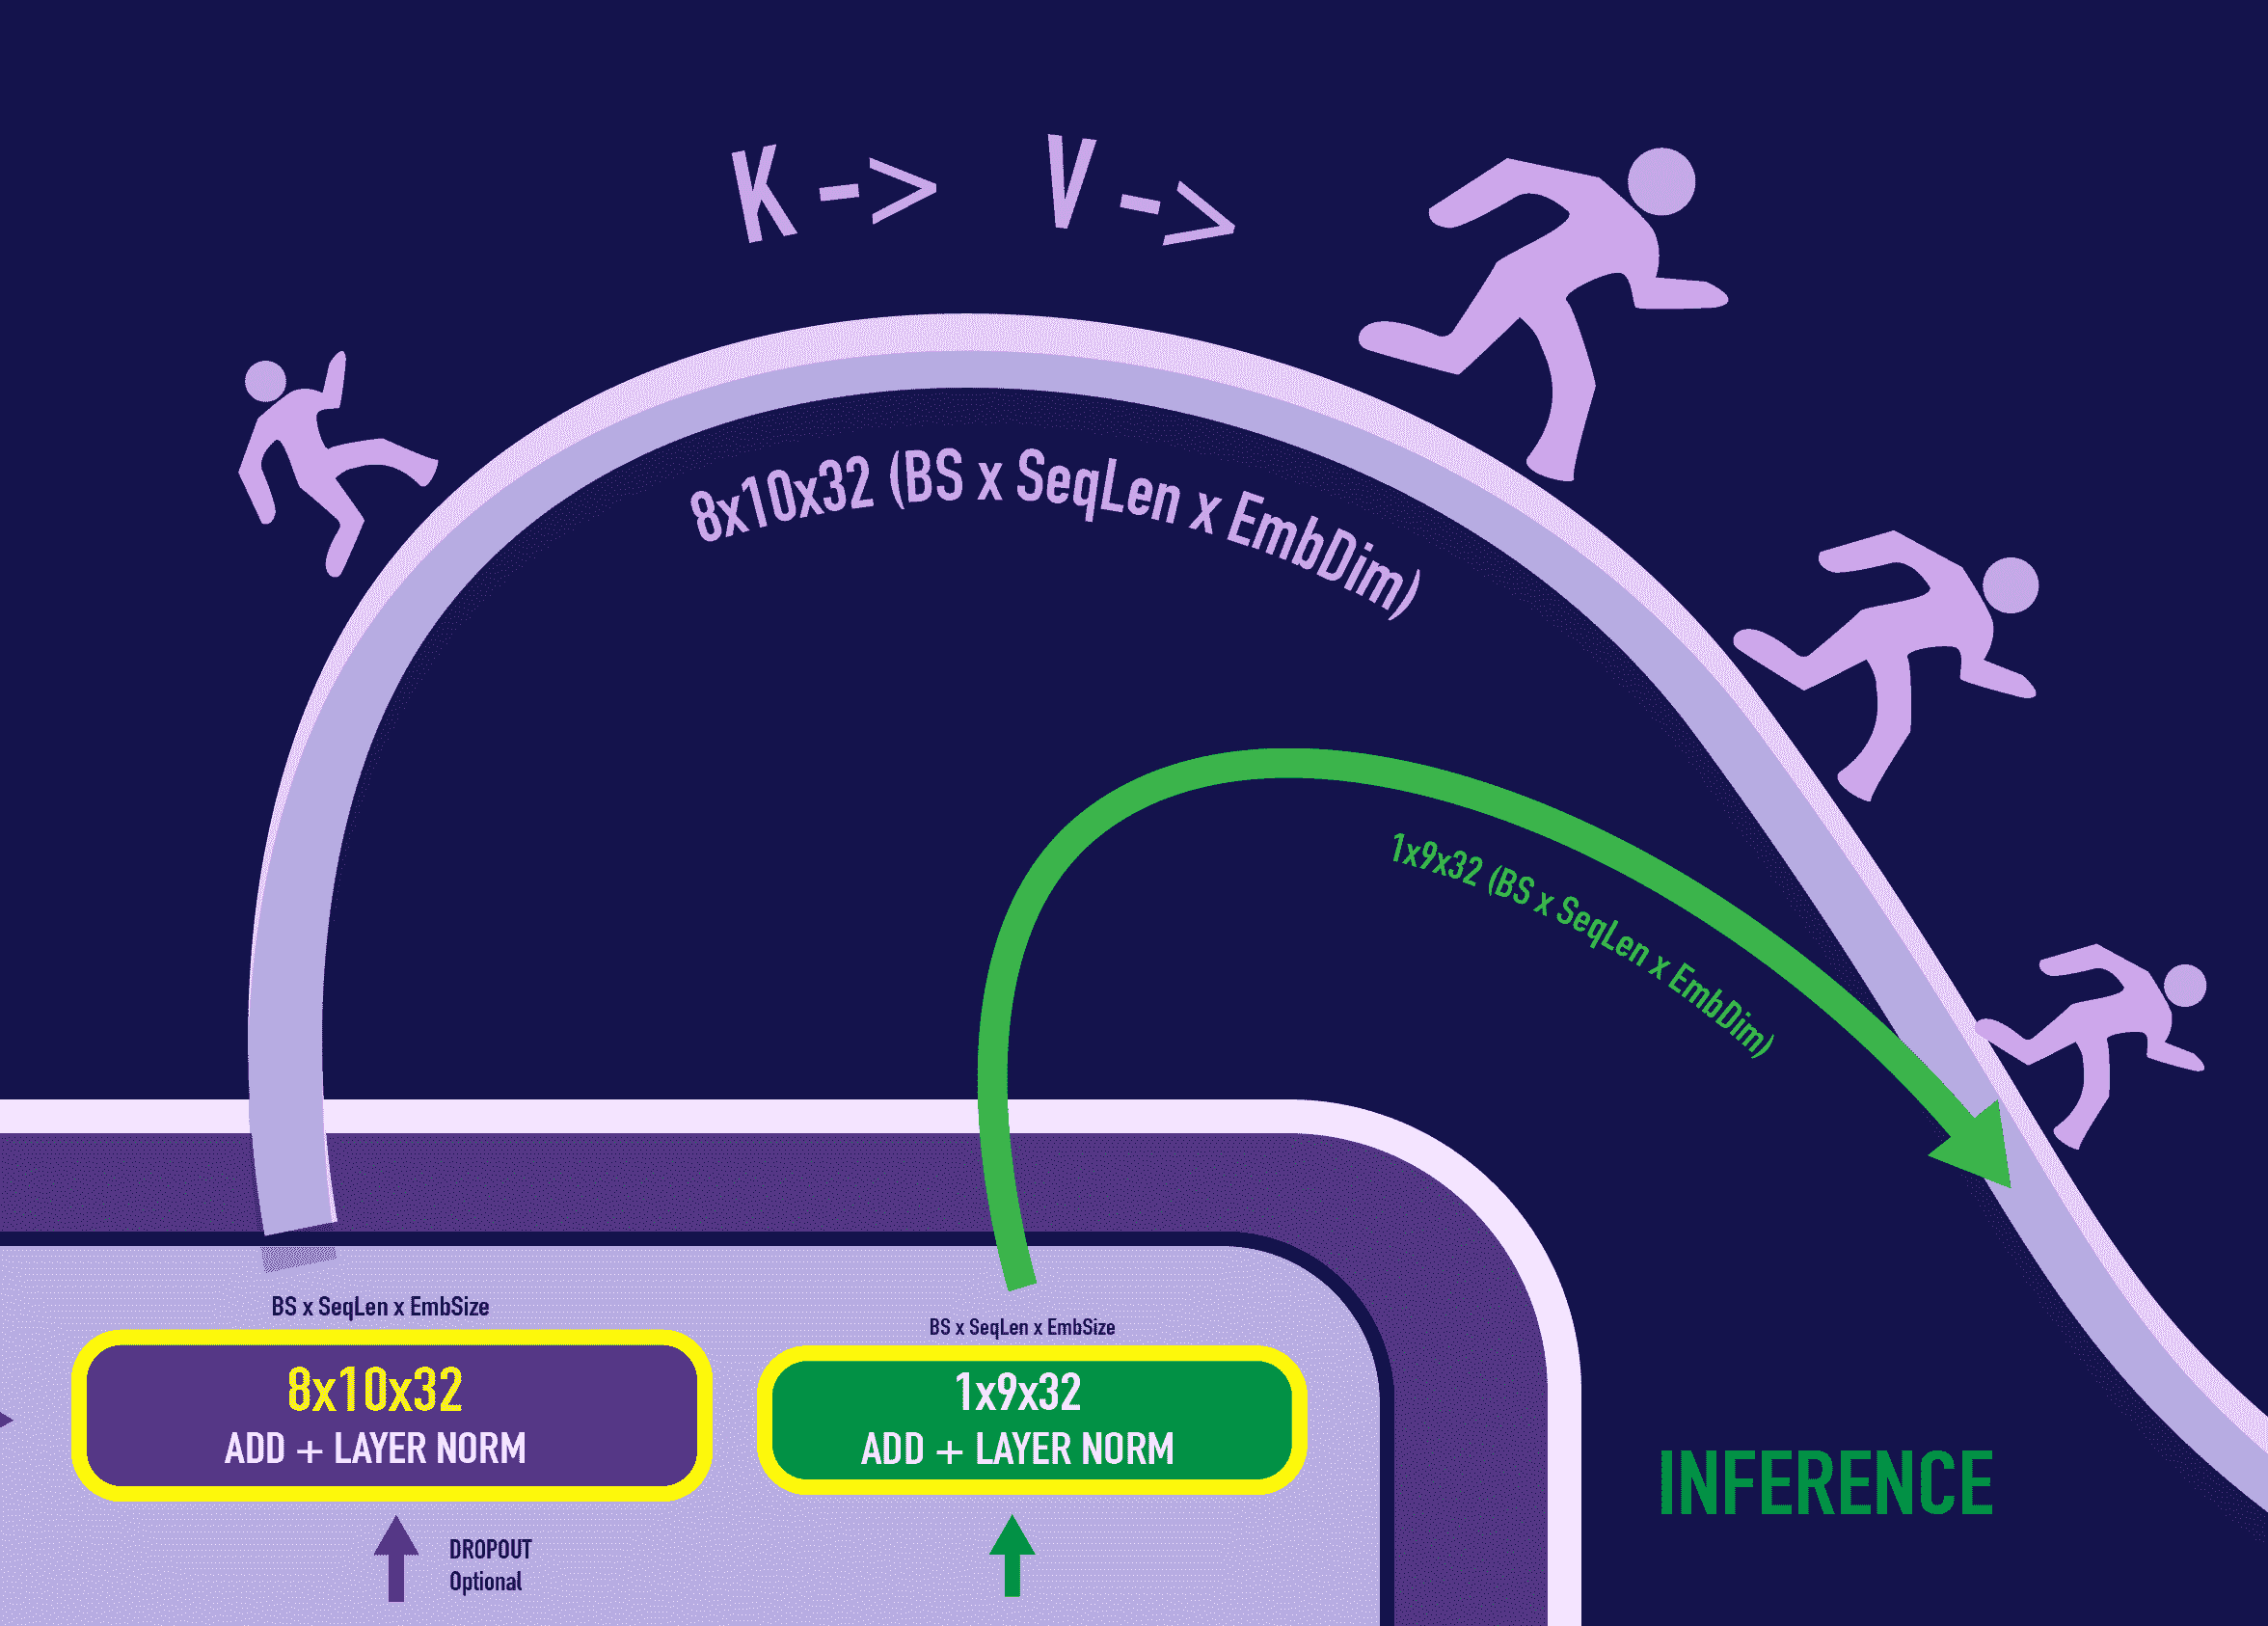 K -> V ->
8x10x32 (BS x SeqLen x EmbDim)
1x9x32 (BS x SeqLen x EmbDim)
BS x SeqLen x EmbSize
8x10x32
ADD + LAYER NORM
DROPOUT
Optional
BS x SeqLen x EmbSize
1x9x32
ADD + LAYER NORM
INFERENCE